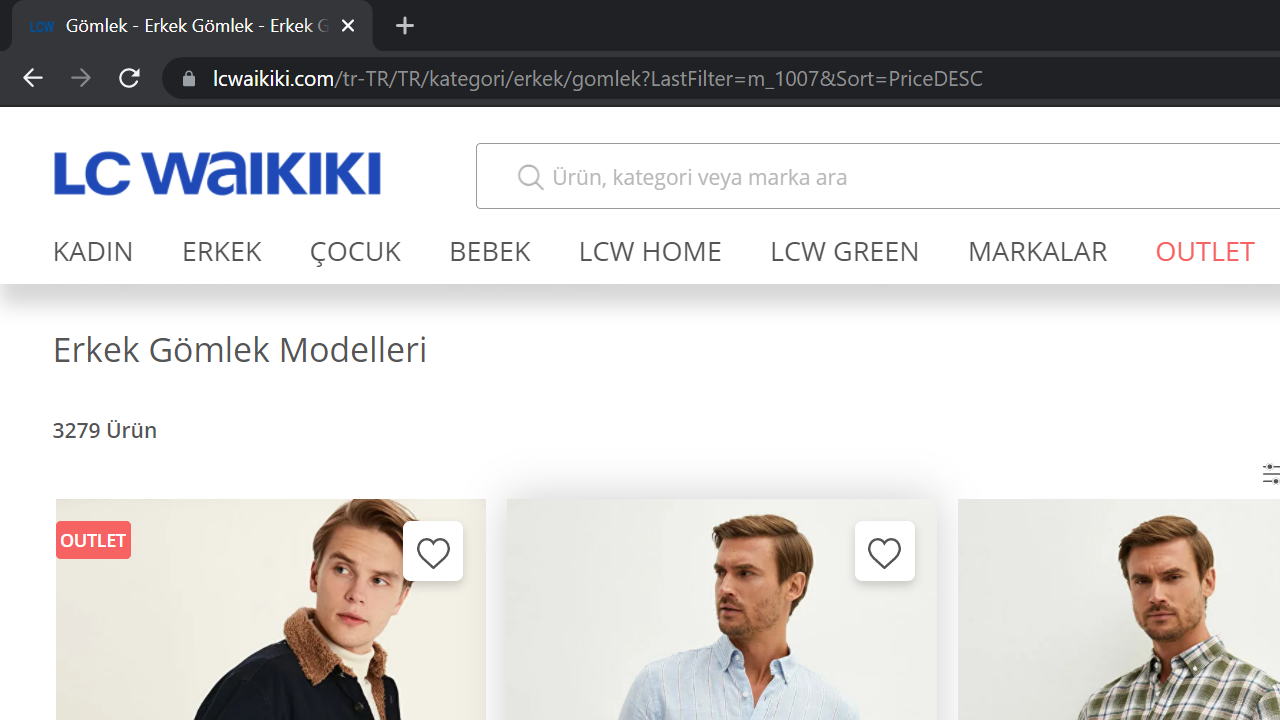 LCW Gömlek - Erkek Gömlek - Erkek G
lcwaikiki.com/tr-TR/TR/kategori/erkek/gomlek?LastFilter=m_1007&Sort=PriceDESC
LC WAIKIKI
Ürün, kategori veya marka ara
KADIN ERKEK ÇOCUK BEBEK LCW HOME LCW GREEN MARKALAR OUTLET
Erkek Gömlek Modelleri
3279 Ürün
OUTLET